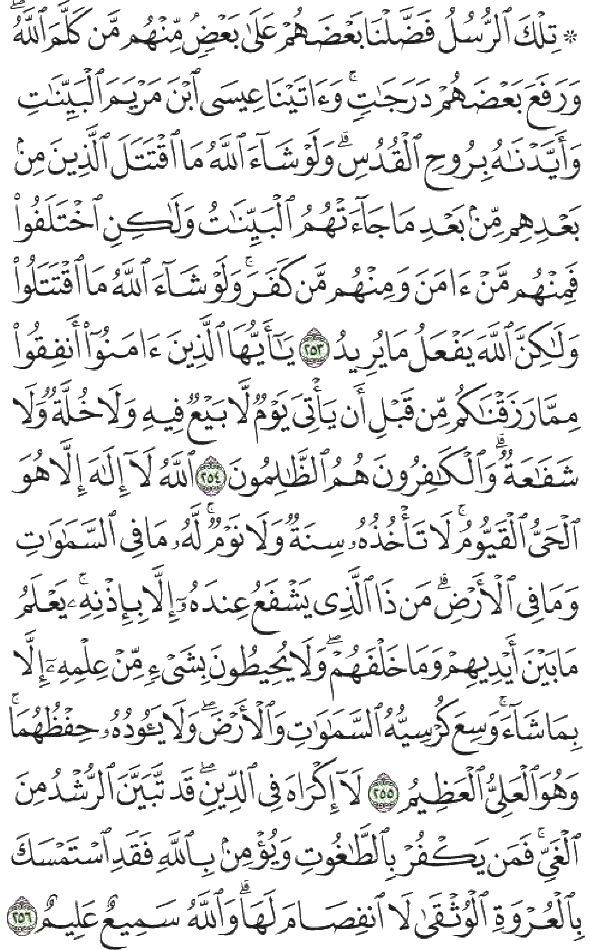 ۞ تِلْكَ ٱلرُّسُلُ فَضَّلْنَا بَعْضَهُمْ عَلَىٰ بَعْضٍۘ مِّنْهُم مَّن كَلَّمَ ٱللَّهُۖ
وَرَفَعَ بَعْضَهُمْ دَرَجَٰتٍۚ وَءَاتَيْنَا عِيسَى ٱبْنَ مَرْيَمَ ٱلْبَيِّنَٰتِ
وَأَيَّدْنَٰهُ بِرُوحِ ٱلْقُدُسِۗ وَلَوْ شَآءَ ٱللَّهُ مَا ٱقْتَتَلَ ٱلَّذِينَ مِنۢ
بَعْدِهِم مِّنۢ بَعْدِ مَا جَآءَتْهُمُ ٱلْبَيِّنَٰتُ وَلَٰكِنِ ٱخْتَلَفُوا۟
فَمِنْهُم مَّنْ ءَامَنَ وَمِنْهُم مَّن كَفَرَۚ وَلَوْ شَآءَ ٱللَّهُ مَا ٱقْتَتَلُوا۟
وَلَٰكِنَّ ٱللَّهَ يَفْعَلُ مَا يُرِيدُ ٢٥٣ يَٰٓأَيُّهَا ٱلَّذِينَ ءَامَنُوٓا۟ أَنفِقُوا۟
مِمَّا رَزَقْنَٰكُم مِّن قَبْلِ أَن يَأْتِىَ يَوْمٌ لَّا بَيْعٌ فِيهِ وَلَا خُلَّةٌ وَلَا
شَفَٰعَةٌۗ وَٱلْكَٰفِرُونَ هُمُ ٱلظَّٰلِمُونَ ٢٥٤ ٱللَّهُ لَآ إِلَٰهَ إِلَّا هُوَ
ٱلْحَىُّ ٱلْقَيُّومُۚ لَا تَأْخُذُهُۥ سِنَةٌ وَلَا نَوْمٌۚ لَّهُۥ مَا فِى ٱلسَّمَٰوَٰتِ
وَمَا فِى ٱلْأَرْضِۗ مَن ذَا ٱلَّذِى يَشْفَعُ عِندَهُۥٓ إِلَّا بِإِذْنِهِۦۚ يَعْلَمُ
مَا بَيْنَ أَيْدِيهِمْ وَمَا خَلْفَهُمْۖ وَلَا يُحِيطُونَ بِشَىْءٍ مِّنْ عِلْمِهِۦٓ إِلَّا
بِمَا شَآءَۚ وَسِعَ كُرْسِيُّهُ ٱلسَّمَٰوَٰتِ وَٱلْأَرْضَۖ وَلَا يَـُٔودُهُۥ حِفْظُهُمَاۚ
وَهُوَ ٱلْعَلِىُّ ٱلْعَظِيمُ ٢٥٥ لَآ إِكْرَاهَ فِى ٱلدِّينِۖ قَد تَّبَيَّنَ ٱلرُّشْدُ مِنَ
ٱلْغَىِّۚ فَمَن يَكْفُرْ بِٱلطَّٰغُوتِ وَيُؤْمِنۢ بِٱللَّهِ فَقَدِ ٱسْتَمْسَكَ
بِٱلْعُرْوَةِ ٱلْوُثْقَىٰ لَا ٱنفِصَامَ لَهَاۗ وَٱللَّهُ سَمِيعٌ عَلِيمٌ ٢٥٦